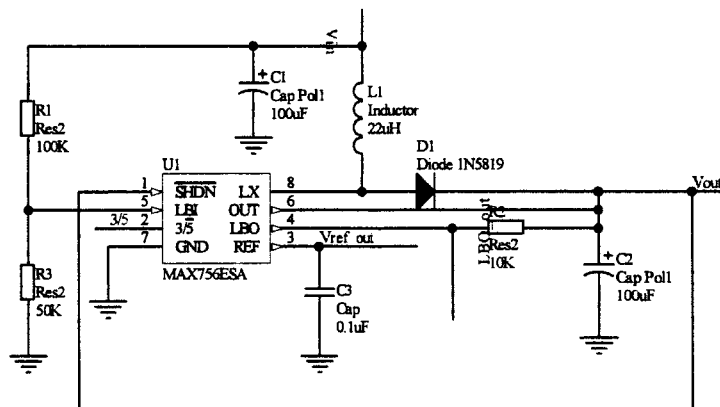 Vin
C1
Cap Pol1
100uF
R1
Res2
100K
L1
Inductor
22uH
D1
Diode 1N5819
U1
1 SHDN LX 8
5 LBI OUT 6
3/5 2 3/5 LBO 4
7 GND REF 3
MAX756ESA
Vout
Vref out
LBO out
Res2
10K
R3
Res2
50K
C3
Cap
0.1uF
C2
Cap Pol1
100uF